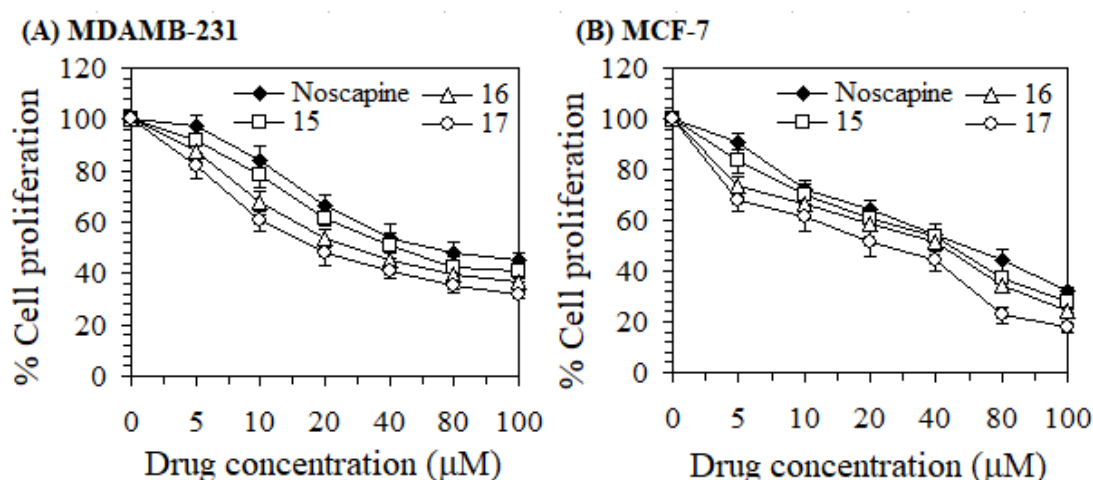 (A) MDAMB-231
120
100
80
60
40
20
0
% Cell proliferation
Noscapine
16
15
17
0 5 10 20 40 80 100
Drug concentration (μM)
(B) MCF-7
120
100
80
60
40
20
0
% Cell proliferation
Noscapine
16
15
17
0 5 10 20 40 80 100
Drug concentration (μM)